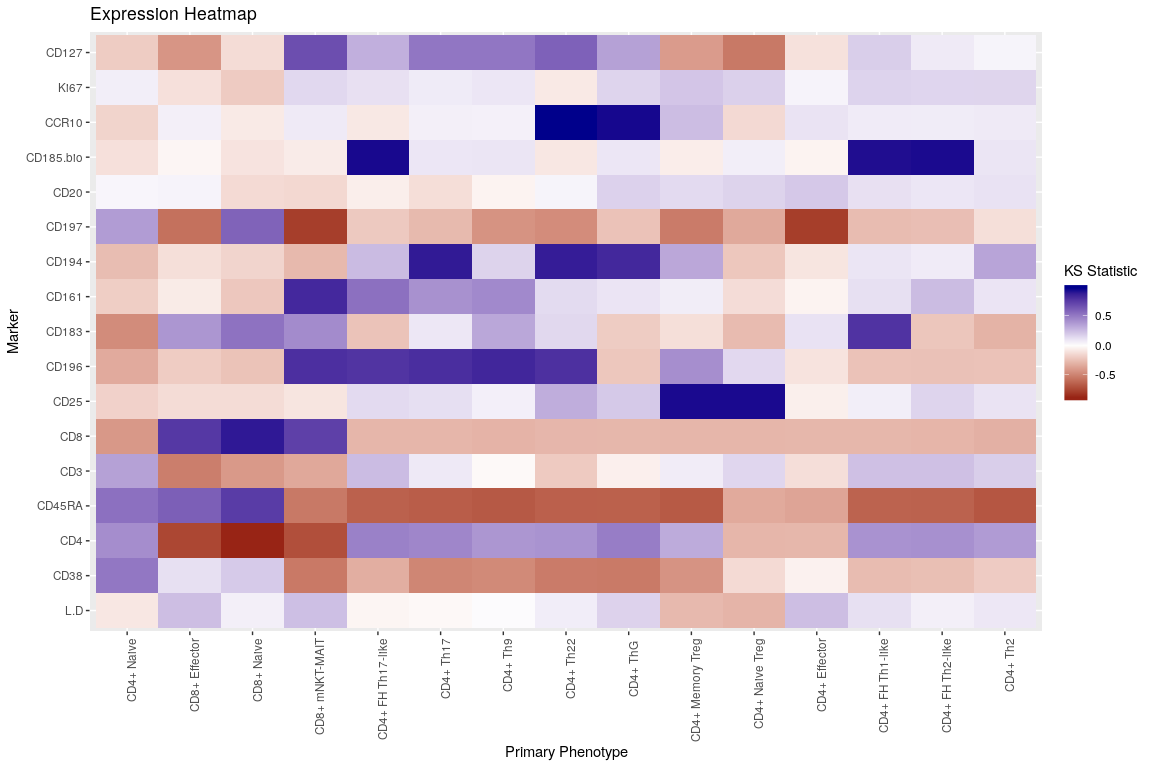 Expression Heatmap
Marker
CD127
KI67
CCR10
CD185.bio
CD20
CD197
CD194
CD161
CD183
CD196
CD25
CD8
CD3
CD45RA
CD4
CD38
L.D
CD4+ Naive
CD8+ Effector
CD8+ Naive
CD8+ mNKT-MAIT
CD4+ FH Th17-like
CD4+ Th17
CD4+ Th9
CD4+ Th22
CD4+ ThG
CD4+ Memory Treg
CD4+ Naive Treg
CD4+ Effector
CD4+ FH Th1-like
CD4+ FH Th2-like
CD4+ Th2
Primary Phenotype
KS Statistic
0.5
0.0
-0.5